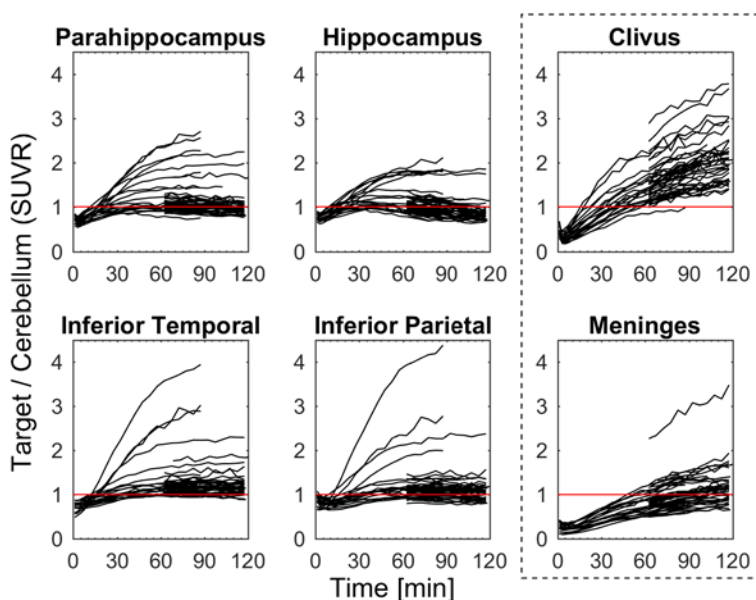 Parahippocampus
Hippocampus
Clivus
Target / Cerebellum (SUVR)
4
3
2
1
0
0 30 60 90 120
4
3
2
1
0
0 30 60 90 120
4
3
2
1
0
0 30 60 90 120
Inferior Temporal
Inferior Parietal
Meninges
4
3
2
1
0
0 30 60 90 120
4
3
2
1
0
0 30 60 90 120
4
3
2
1
0
0 30 60 90 120
Time [min]